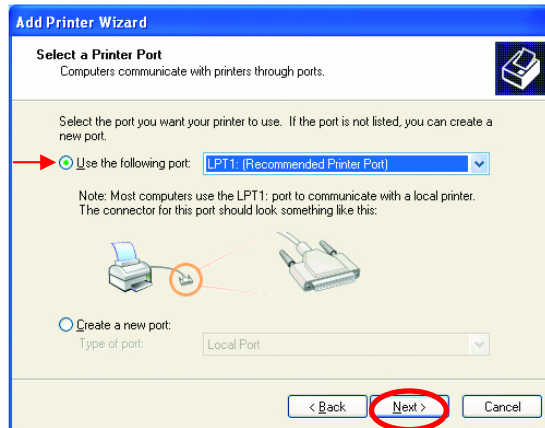 Add Printer Wizard
Select a Printer Port
Computers communicate with printers through ports.
Select the port you want your printer to use. If the port is not listed, you can create a
new port.
Use the following port: LPT1: (Recommended Printer Port)
Note: Most computers use the LPT1: port to communicate with a local printer.
The connector for this port should look something like this:
Create a new port:
Type of port: Local Port
< Back Next > Cancel